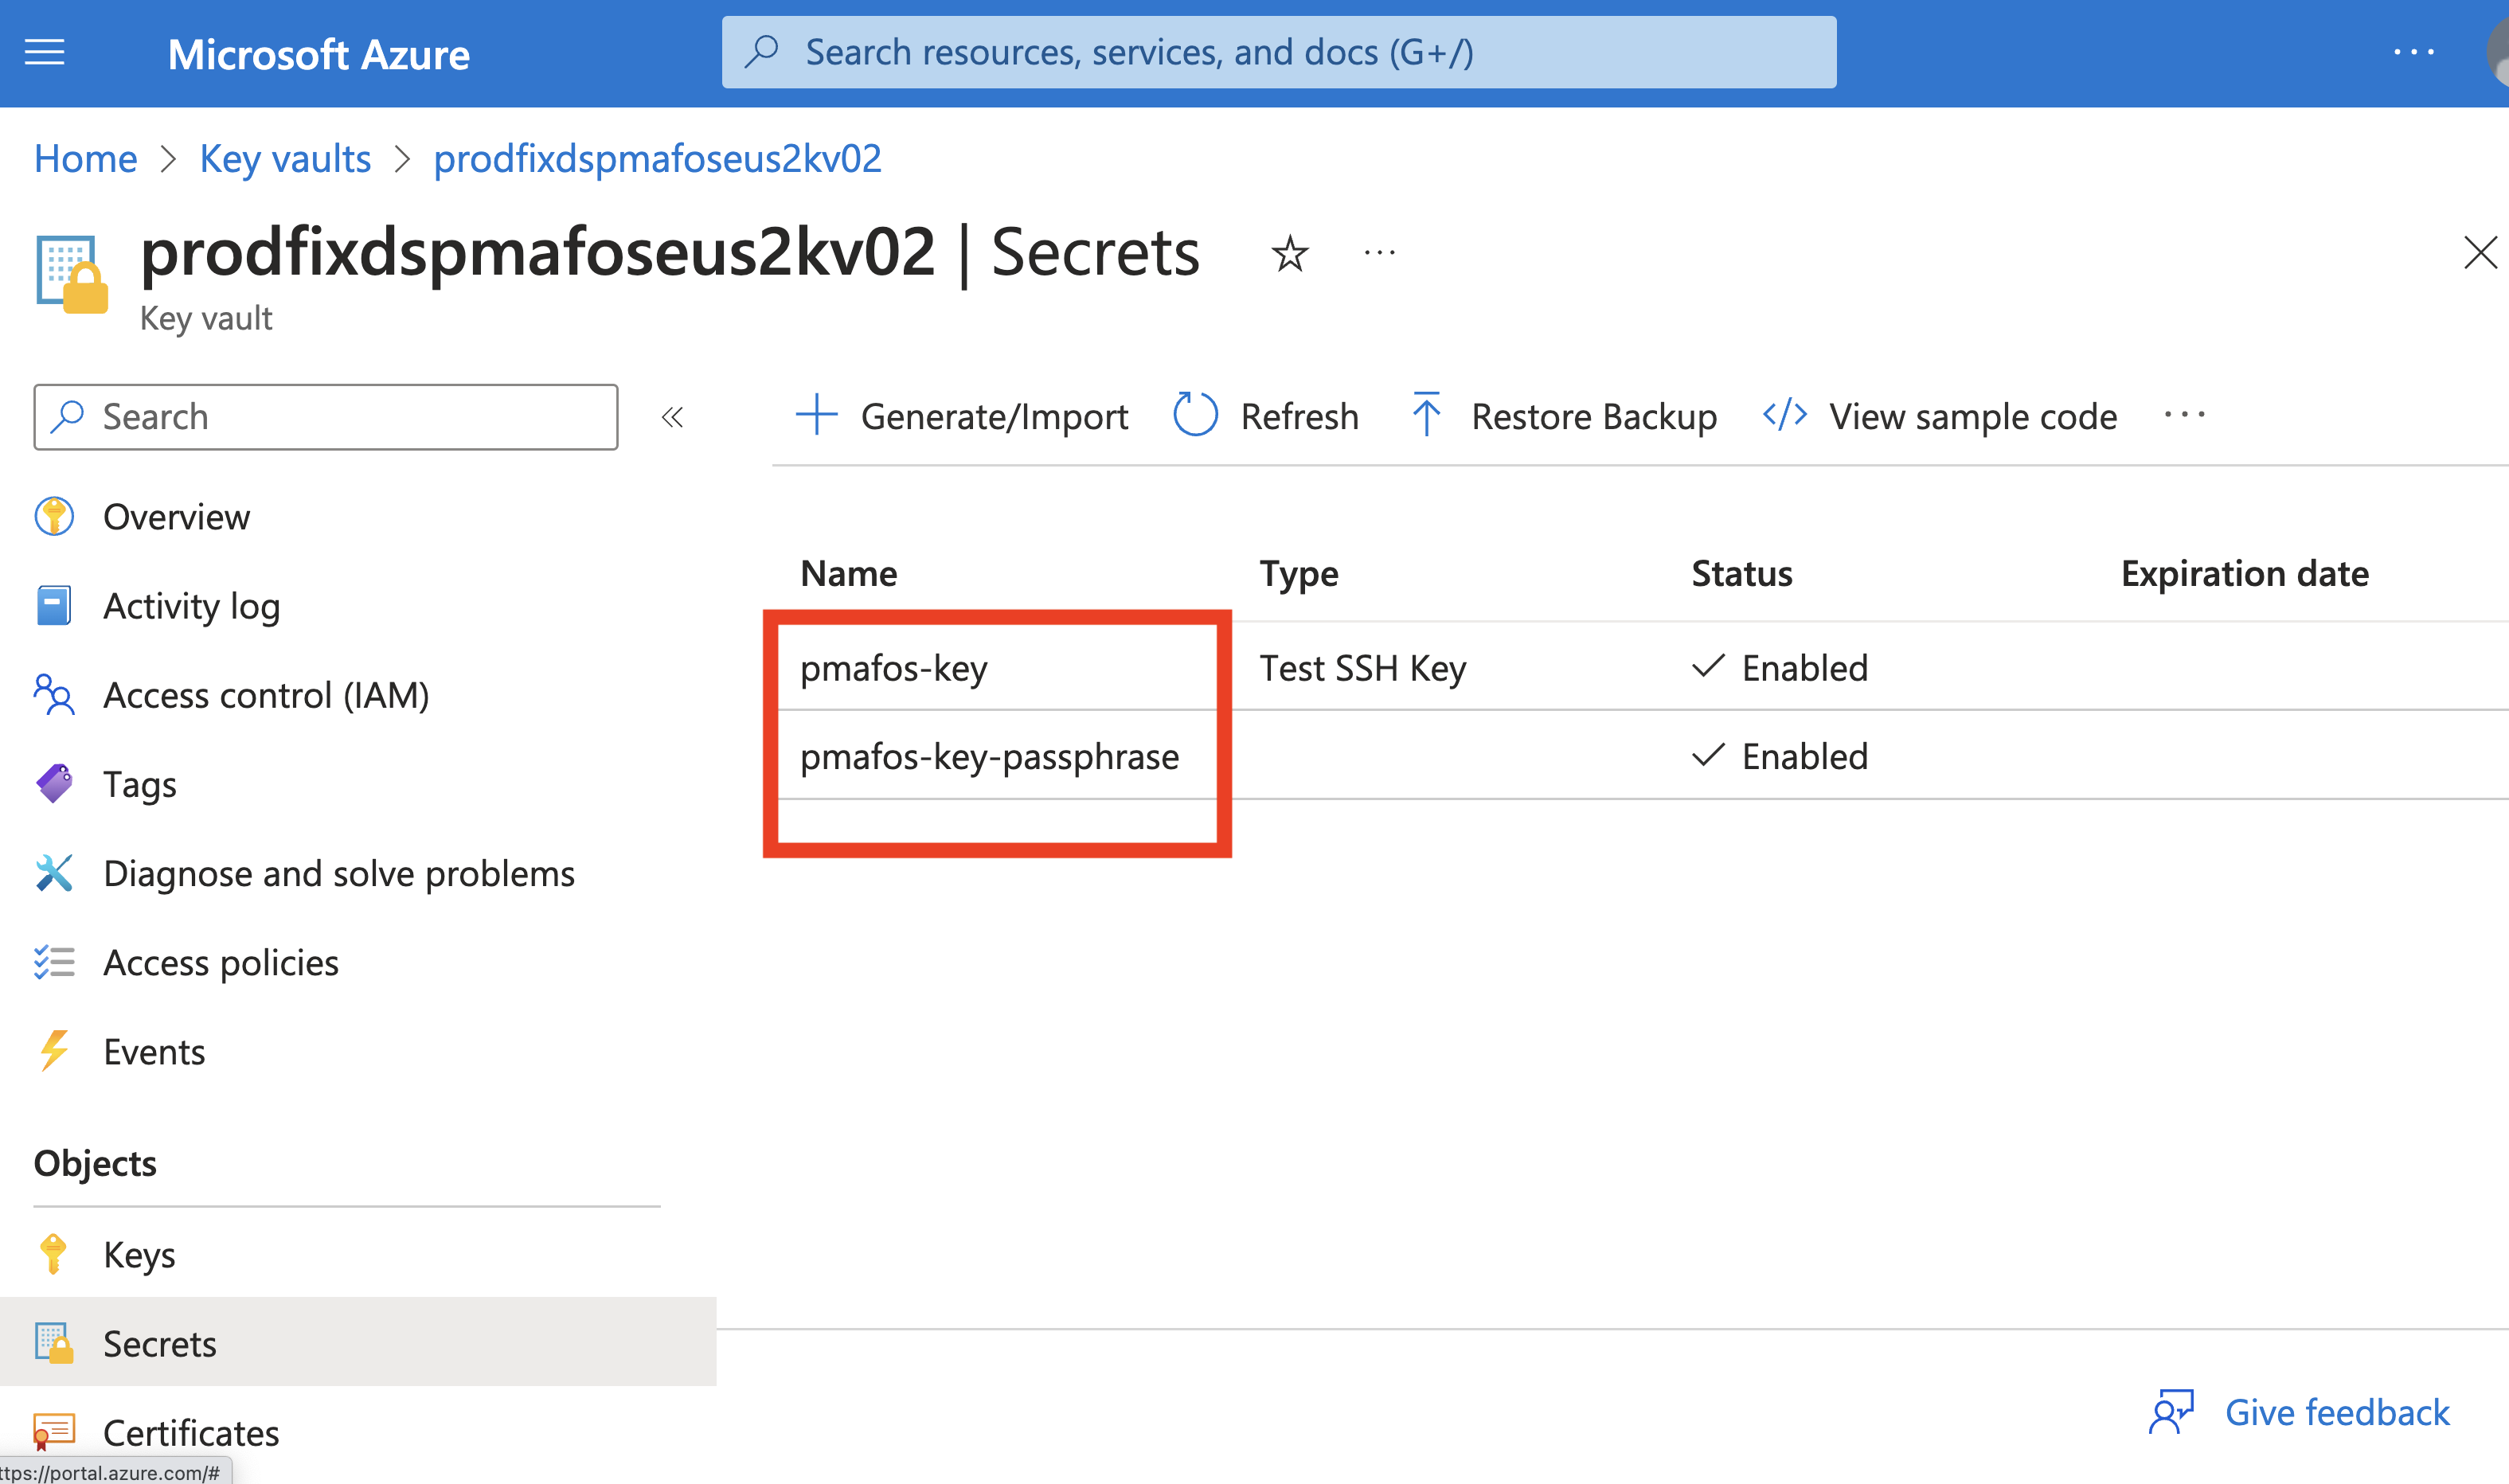 Microsoft Azure
Search resources, services, and docs (G+/)
Home > Key vaults > prodfixdspmafoseus2kv02
prodfixdspmafoseus2kv02 | Secrets
Key vault
Search
Generate/Import
Refresh
Restore Backup
View sample code
Overview
Activity log
Access control (IAM)
Tags
Diagnose and solve problems
Access policies
Events
Objects
Keys
Secrets
Certificates
Name Type Status Expiration date
pmafos-key Test SSH Key Enabled
pmafos-key-passphrase Enabled
Give feedback
ttps://portal.azure.com/#